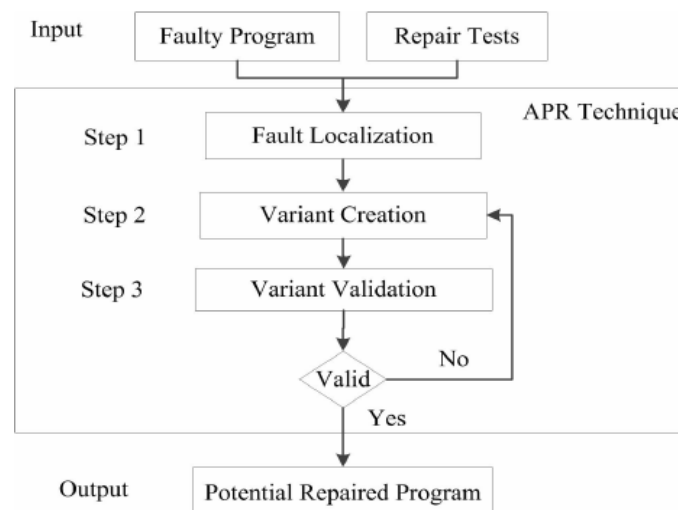 Input
Faulty Program
Repair Tests
APR Technique
Step 1
Fault Localization
Step 2
Variant Creation
Step 3
Variant Validation
No
Valid
Yes
Output
Potential Repaired Program